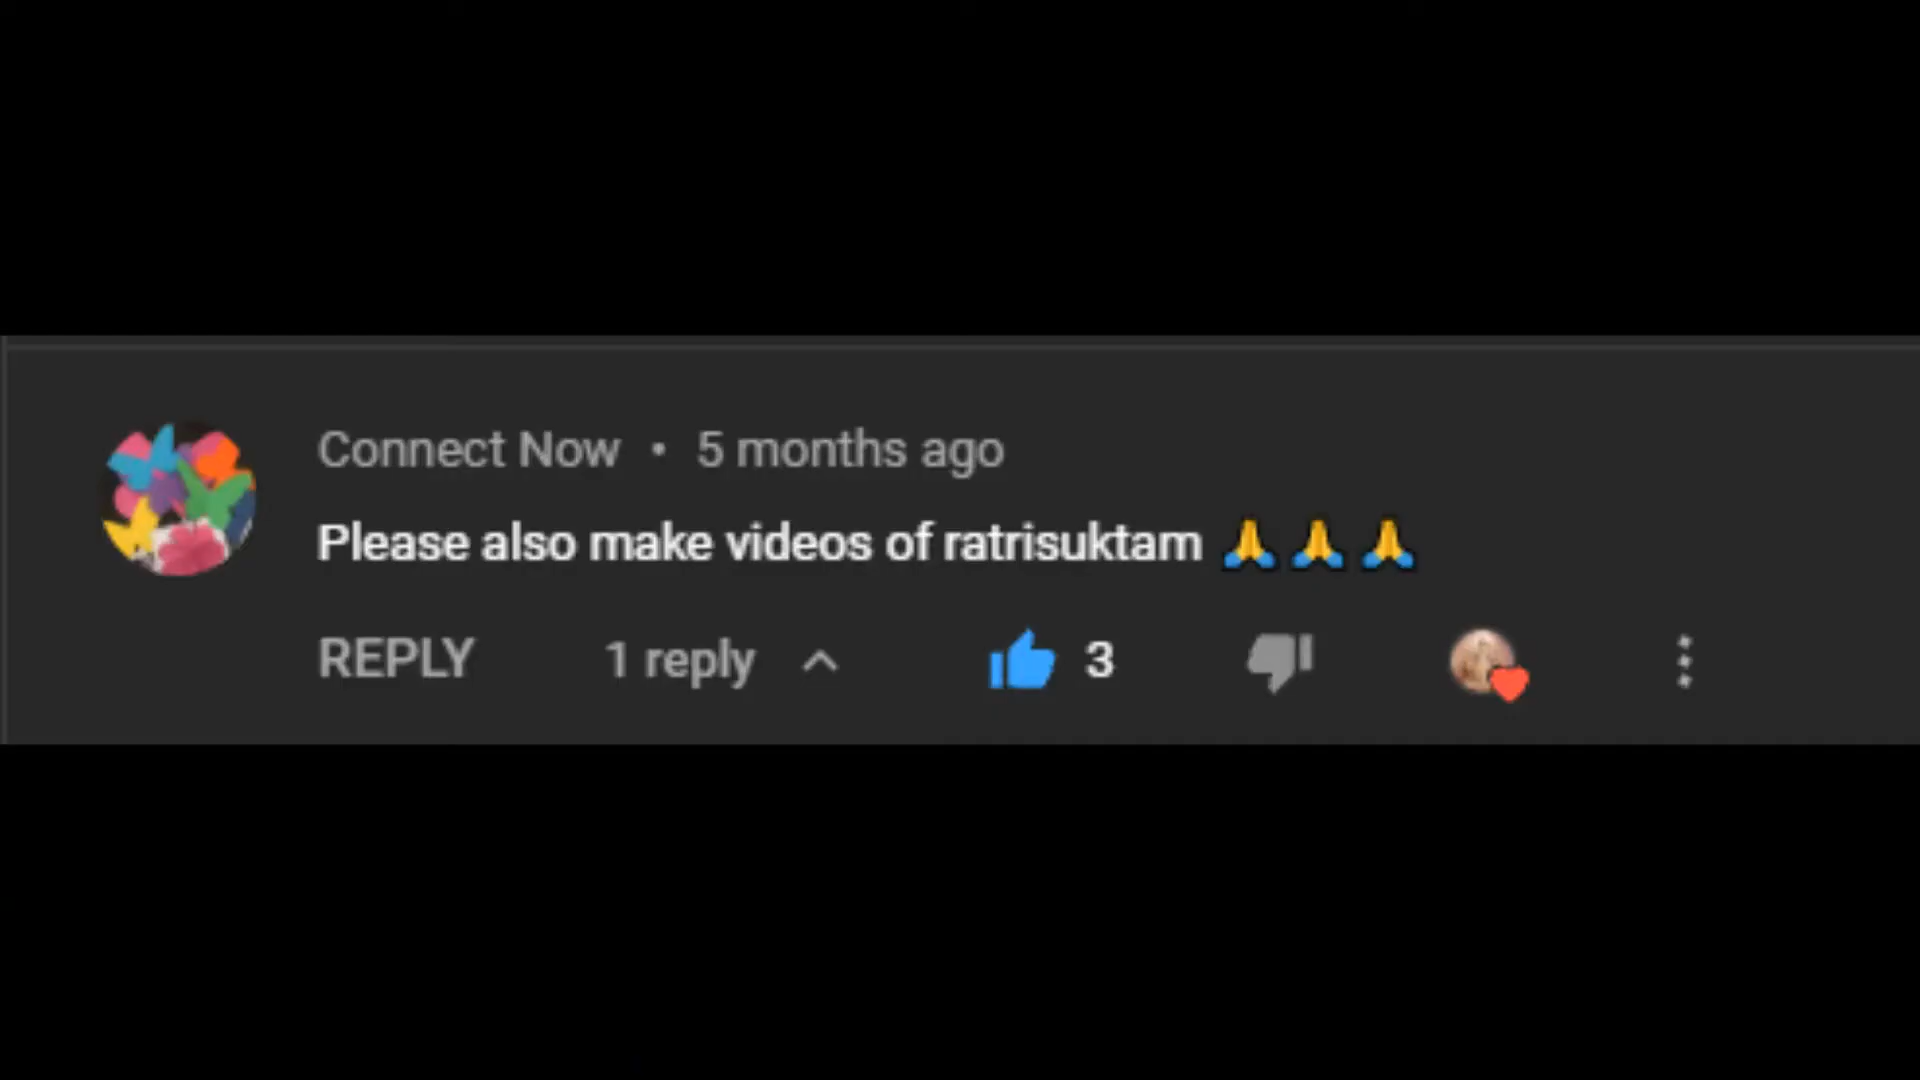 Connect Now • 5 months ago
Please also make videos of ratrisuktam 🙏🙏🙏
REPLY 1 reply 3